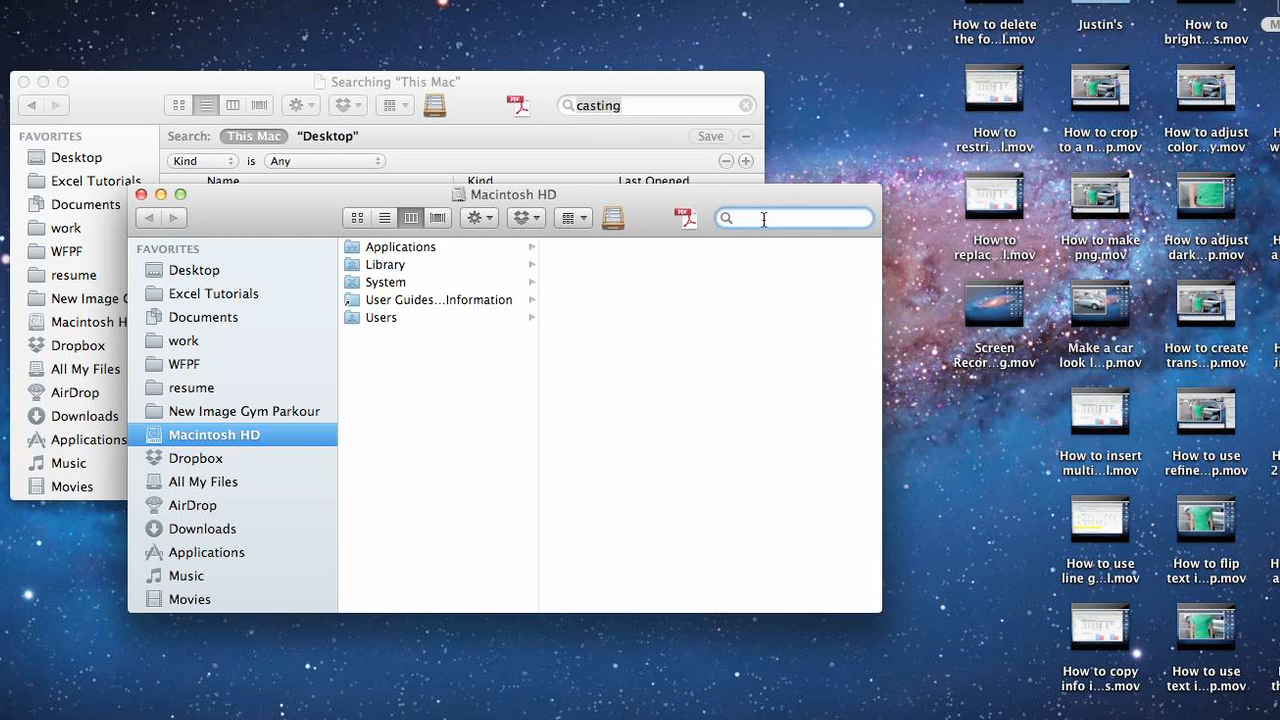 Searching "This Mac"
casting
FAVORITES
Desktop
Excel Tutorials
Documents
work
WFPF
resume
New Image G
Macintosh H
Dropbox
All My Files
AirDrop
Downloads
Applications
Music
Movies
Search: This Mac "Desktop" Save
Kind is Any
Name Kind Last Opened
Macintosh HD
PDF
FAVORITES
Desktop
Excel Tutorials
Documents
work
WFPF
resume
New Image Gym Parkour
Macintosh HD
Dropbox
All My Files
AirDrop
Downloads
Applications
Music
Movies
Applications
Library
System
User Guides...Information
Users
How to delete
the fo...l.mov
Justin's
How to
bright...s.mov
How to
restri...l.mov
How to crop
to a n...p.mov
How to adjust
color...y.mov
How to
replac...l.mov
How to make
png.mov
How to adjust
dark...p.mov
Screen
Recor...g.mov
Make a car
look l...p.mov
How to create
trans...p.mov
How to insert
multi...l.mov
How to use
refine...p.mov
How to use
line g...l.mov
How to flip
text i...p.mov
How to copy
info i...s.mov
How to use
text i...p.mov